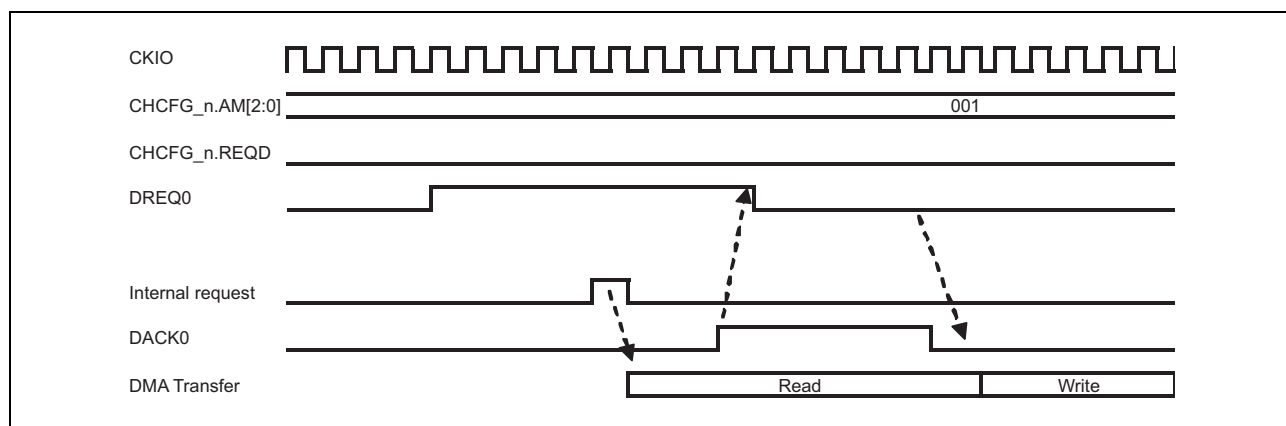 CKIO
CHCFG_n.AM[2:0] 001
CHCFG_n.REQD
DREQ0
Internal request
DACK0
DMA Transfer Read Write